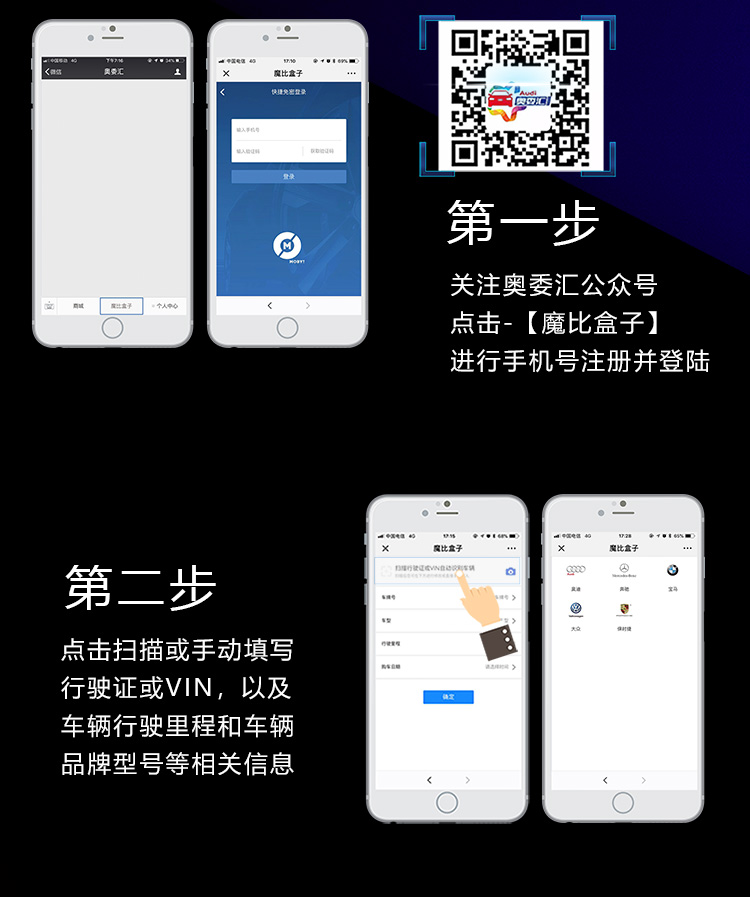 中国移动 4G 下午7:16 34%
微信 奥委汇
商城 魔比盒子 个人中心
中国电信 4G 17:10 69%
魔比盒子
快捷免密登录
输入手机号
输入验证码 获取验证码
登录
MOBYT
Audi
奥委汇
第一步
关注奥委汇公众号
点击-【魔比盒子】
进行手机号注册并登陆
第二步
点击扫描或手动填写
行驶证或VIN，以及
车辆行驶里程和车辆
品牌型号等相关信息
中国电信 4G 17:15 68%
魔比盒子
扫描行驶证或VIN自动识别车辆
车牌号
车型
行驶里程
购车日期 请选择时间
确定
中国电信 4G 17:28 65%
魔比盒子
奥迪 奔驰 宝马
大众 保时捷